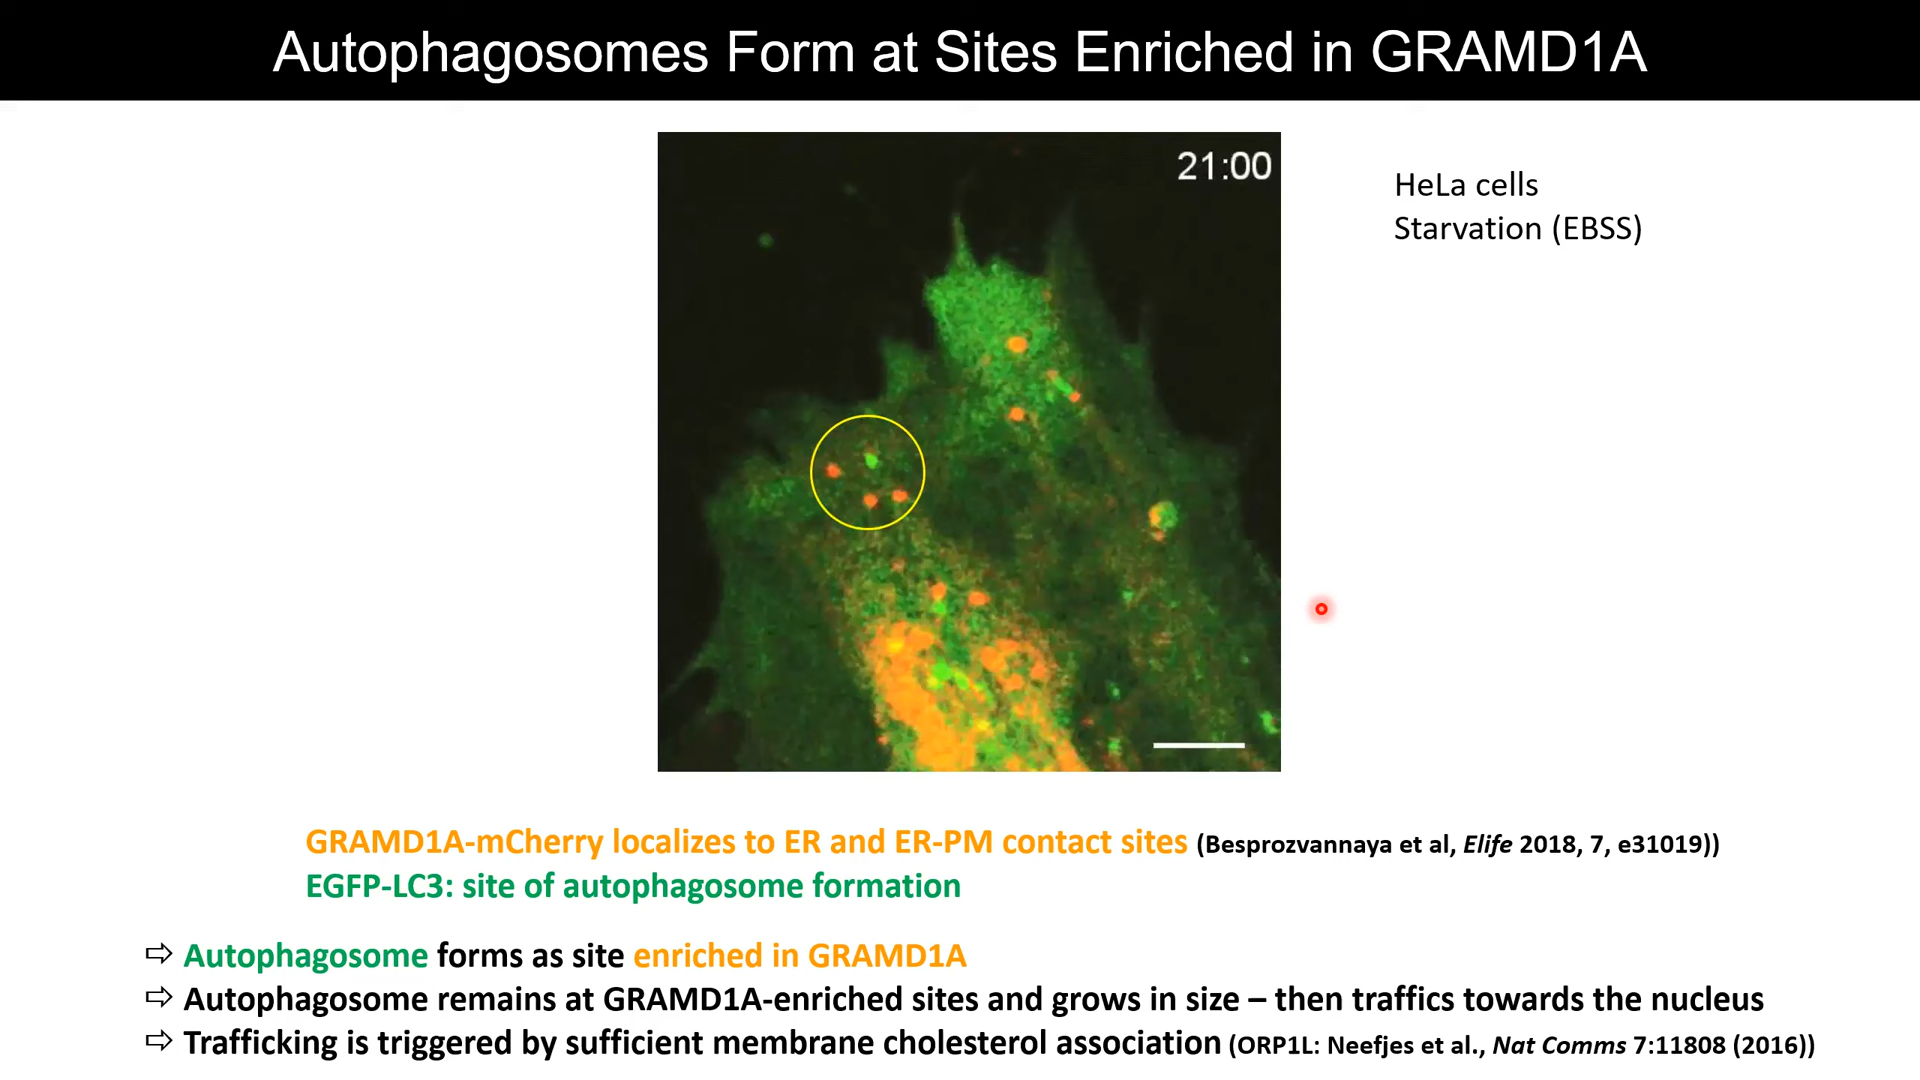 Autophagosomes Form at Sites Enriched in GRAMD1A
21:00
HeLa cells
Starvation (EBSS)
GRAMD1A-mCherry localizes to ER and ER-PM contact sites (Besprozvannaya et al, Elife 2018, 7, e31019))
EGFP-LC3: site of autophagosome formation
⇨ Autophagosome forms as site enriched in GRAMD1A
⇨ Autophagosome remains at GRAMD1A-enriched sites and grows in size – then traffics towards the nucleus
⇨ Trafficking is triggered by sufficient membrane cholesterol association (ORP1L: Neefjes et al., Nat Comms 7:11808 (2016))